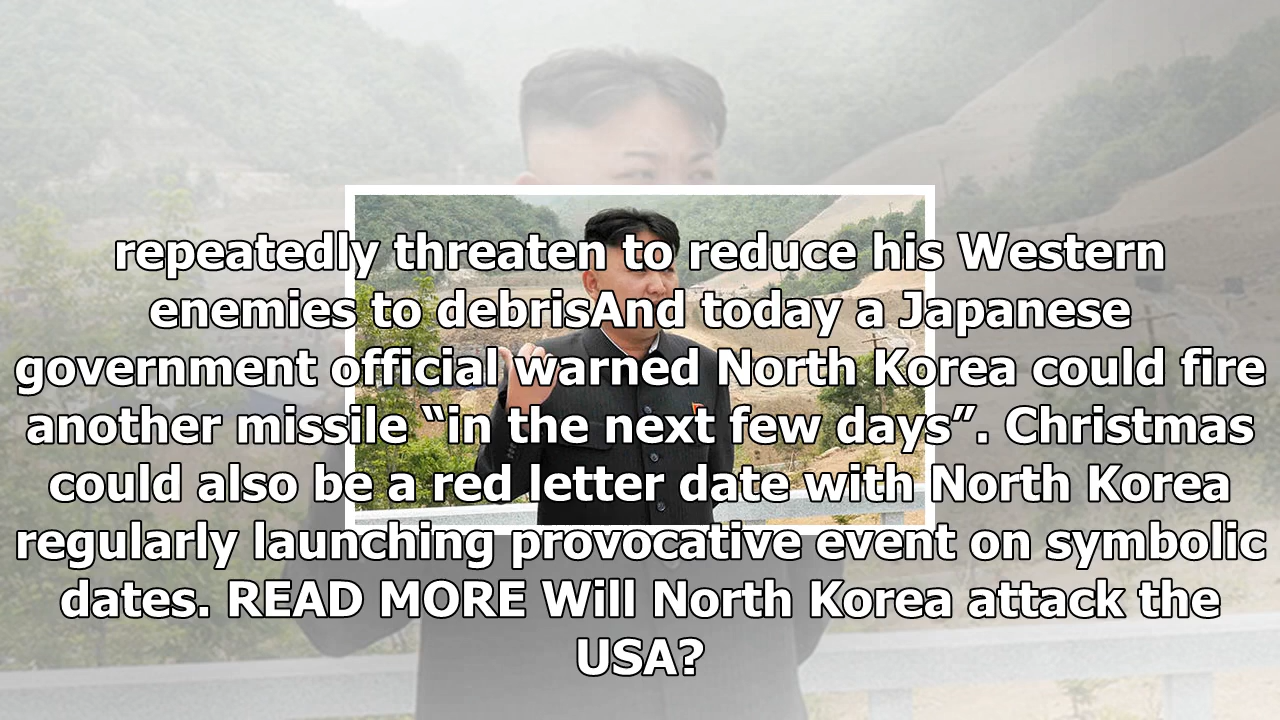 repeatedly threaten to reduce his Western
enemies to debrisAnd today a Japanese
government official warned North Korea could fire
another missile “in the next few days”. Christmas
could also be a red letter date with North Korea
regularly launching provocative event on symbolic
dates. READ MORE Will North Korea attack the
USA?